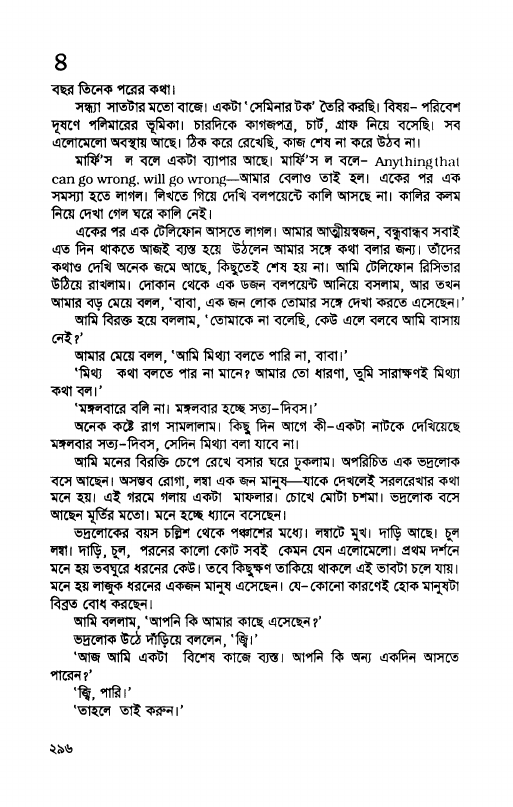 ৪
বছর তিনেক পরের কথা।
সন্ধ্যা সাতটার মতো বাজে। একটা ‘সেমিনার টক’ তৈরি করছি। বিষয়– পরিবেশ
দূষণে পলিমারের ভূমিকা। চারদিকে কাগজপত্র, চার্ট, গ্রাফ নিয়ে বসেছি। সব
এলোমেলো অবস্থায় আছে। ঠিক করে রেখেছি, কাজ শেষ না করে উঠব না।
মার্ফি'স ল বলে একটা ব্যাপার আছে। মার্ফি'স ল বলে– Anything that
can go wrong, will go wrong—আমার বেলাও তাই হল। একের পর এক
সমস্যা হতে লাগল। লিখতে গিয়ে দেখি বলপয়েন্টে কালি আসছে না। কালির কলম
নিয়ে দেখা গেল ঘরে কালি নেই।
একের পর এক টেলিফোন আসতে লাগল। আমার আত্মীয়স্বজন, বন্ধুবান্ধব সবাই
এত দিন থাকতে আজই ব্যস্ত হয়ে উঠলেন আমার সঙ্গে কথা বলার জন্য। তাঁদের
কথাও দেখি অনেক জমে আছে, কিছুতেই শেষ হয় না। আমি টেলিফোন রিসিভার
উঠিয়ে রাখলাম। দোকান থেকে এক ডজন বলপয়েন্ট আনিয়ে বসলাম, আর তখন
আমার বড় মেয়ে বলল, ‘বাবা, এক জন লোক তোমার সঙ্গে দেখা করতে এসেছেন।’
আমি বিরক্ত হয়ে বললাম, ‘তোমাকে না বলেছি, কেউ এলে বলবে আমি বাসায়
নেই?’
আমার মেয়ে বলল, ‘আমি মিথ্যা বলতে পারি না, বাবা।’
‘মিথ্য কথা বলতে পার না মানে? আমার তো ধারণা, তুমি সারাক্ষণই মিথ্যা
কথা বল।’
‘মঙ্গলবারে বলি না। মঙ্গলবার হচ্ছে সত্য–দিবস।’
অনেক কষ্টে রাগ সামলালাম। কিছু দিন আগে কী–একটা নাটকে দেখিয়েছে
মঙ্গলবার সত্য–দিবস, সেদিন মিথ্যা বলা যাবে না।
আমি মনের বিরক্তি চেপে রেখে বসার ঘরে ঢুকলাম। অপরিচিত এক ভদ্রলোক
বসে আছেন। অসম্ভব রোগা, লম্বা এক জন মানুষ—যাকে দেখলেই সরলরেখার কথা
মনে হয়। এই গরমে গলায় একটা মাফলার। চোখে মোটা চশমা। ভদ্রলোক বসে
আছেন মূর্তির মতো। মনে হচ্ছে ধ্যানে বসেছেন।
ভদ্রলোকের বয়স চল্লিশ থেকে পঞ্চাশের মধ্যে। লম্বাটে মুখ। দাড়ি আছে। চুল
লম্বা। দাড়ি, চুল, পরনের কালো কোট সবই কেমন যেন এলোমেলো। প্রথম দর্শনে
মনে হয় ভবঘুরে ধরনের কেউ। তবে কিছুক্ষণ তাকিয়ে থাকলে এই ভাবটা চলে যায়।
মনে হয় লাজুক ধরনের একজন মানুষ এসেছেন। যে–কোনো কারণেই হোক মানুষটা
বিব্রত বোধ করছেন।
আমি বললাম, ‘আপনি কি আমার কাছে এসেছেন?’
ভদ্রলোক উঠে দাঁড়িয়ে বললেন, ‘জ্বি।’
‘আজ আমি একটা বিশেষ কাজে ব্যস্ত। আপনি কি অন্য একদিন আসতে
পারেন?’
‘জ্বি, পারি।’
‘তাহলে তাই করুন।’
২৯৬